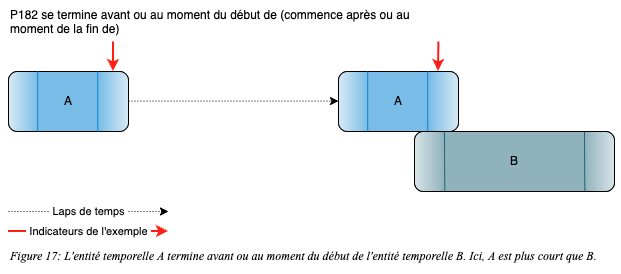 P182 se termine avant ou au moment du début de (commence après ou au
moment de la fin de)
A
A
B
Laps de temps
Indicateurs de l'exemple
Figure 17: L'entité temporelle A termine avant ou au moment du début de l'entité temporelle B. Ici, A est plus court que B.